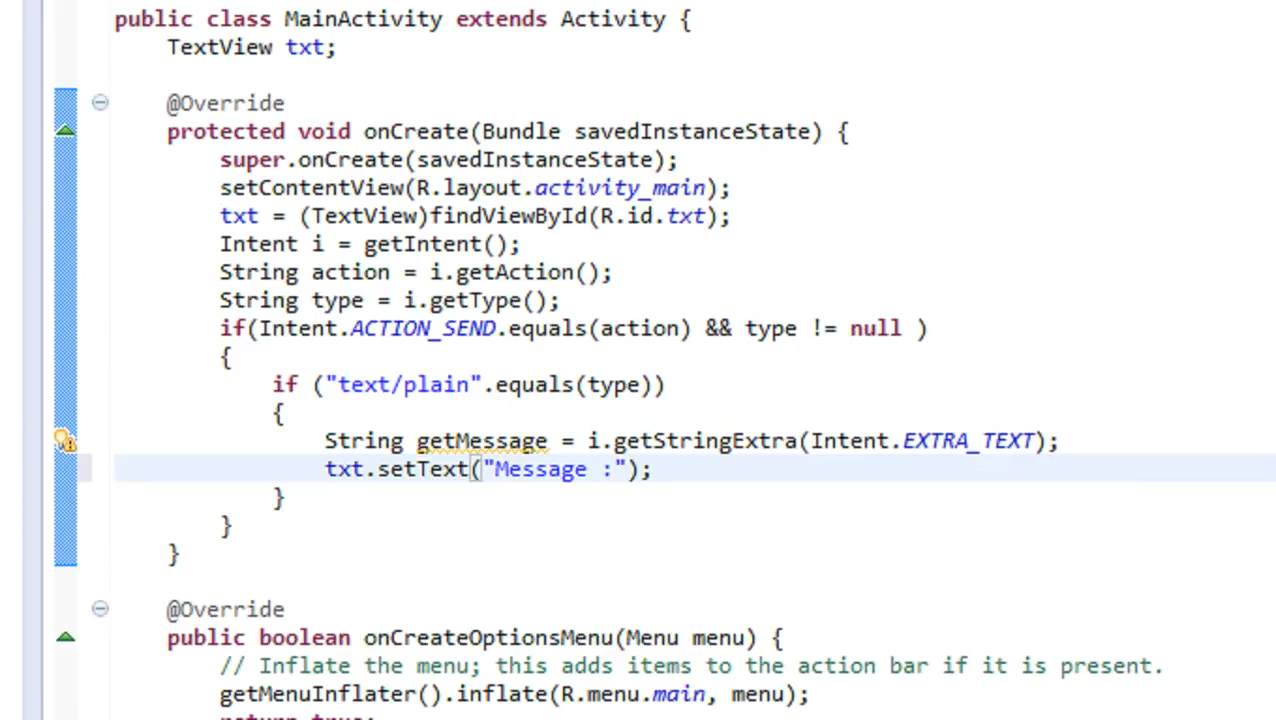 public class MainActivity extends Activity {
TextView txt;
@Override
protected void onCreate(Bundle savedInstanceState) {
super.onCreate(savedInstanceState);
setContentView(R.layout.activity_main);
txt = (TextView)findViewById(R.id.txt);
Intent i = getIntent();
String action = i.getAction();
String type = i.getType();
if(Intent.ACTION_SEND.equals(action) && type != null )
{
if ("text/plain".equals(type))
{
String getMessage = i.getStringExtra(Intent.EXTRA_TEXT);
txt.setText("Message :");
}
}
}
@Override
public boolean onCreateOptionsMenu(Menu menu) {
// Inflate the menu; this adds items to the action bar if it is present.
getMenuInflater().inflate(R.menu.main, menu);
return true;